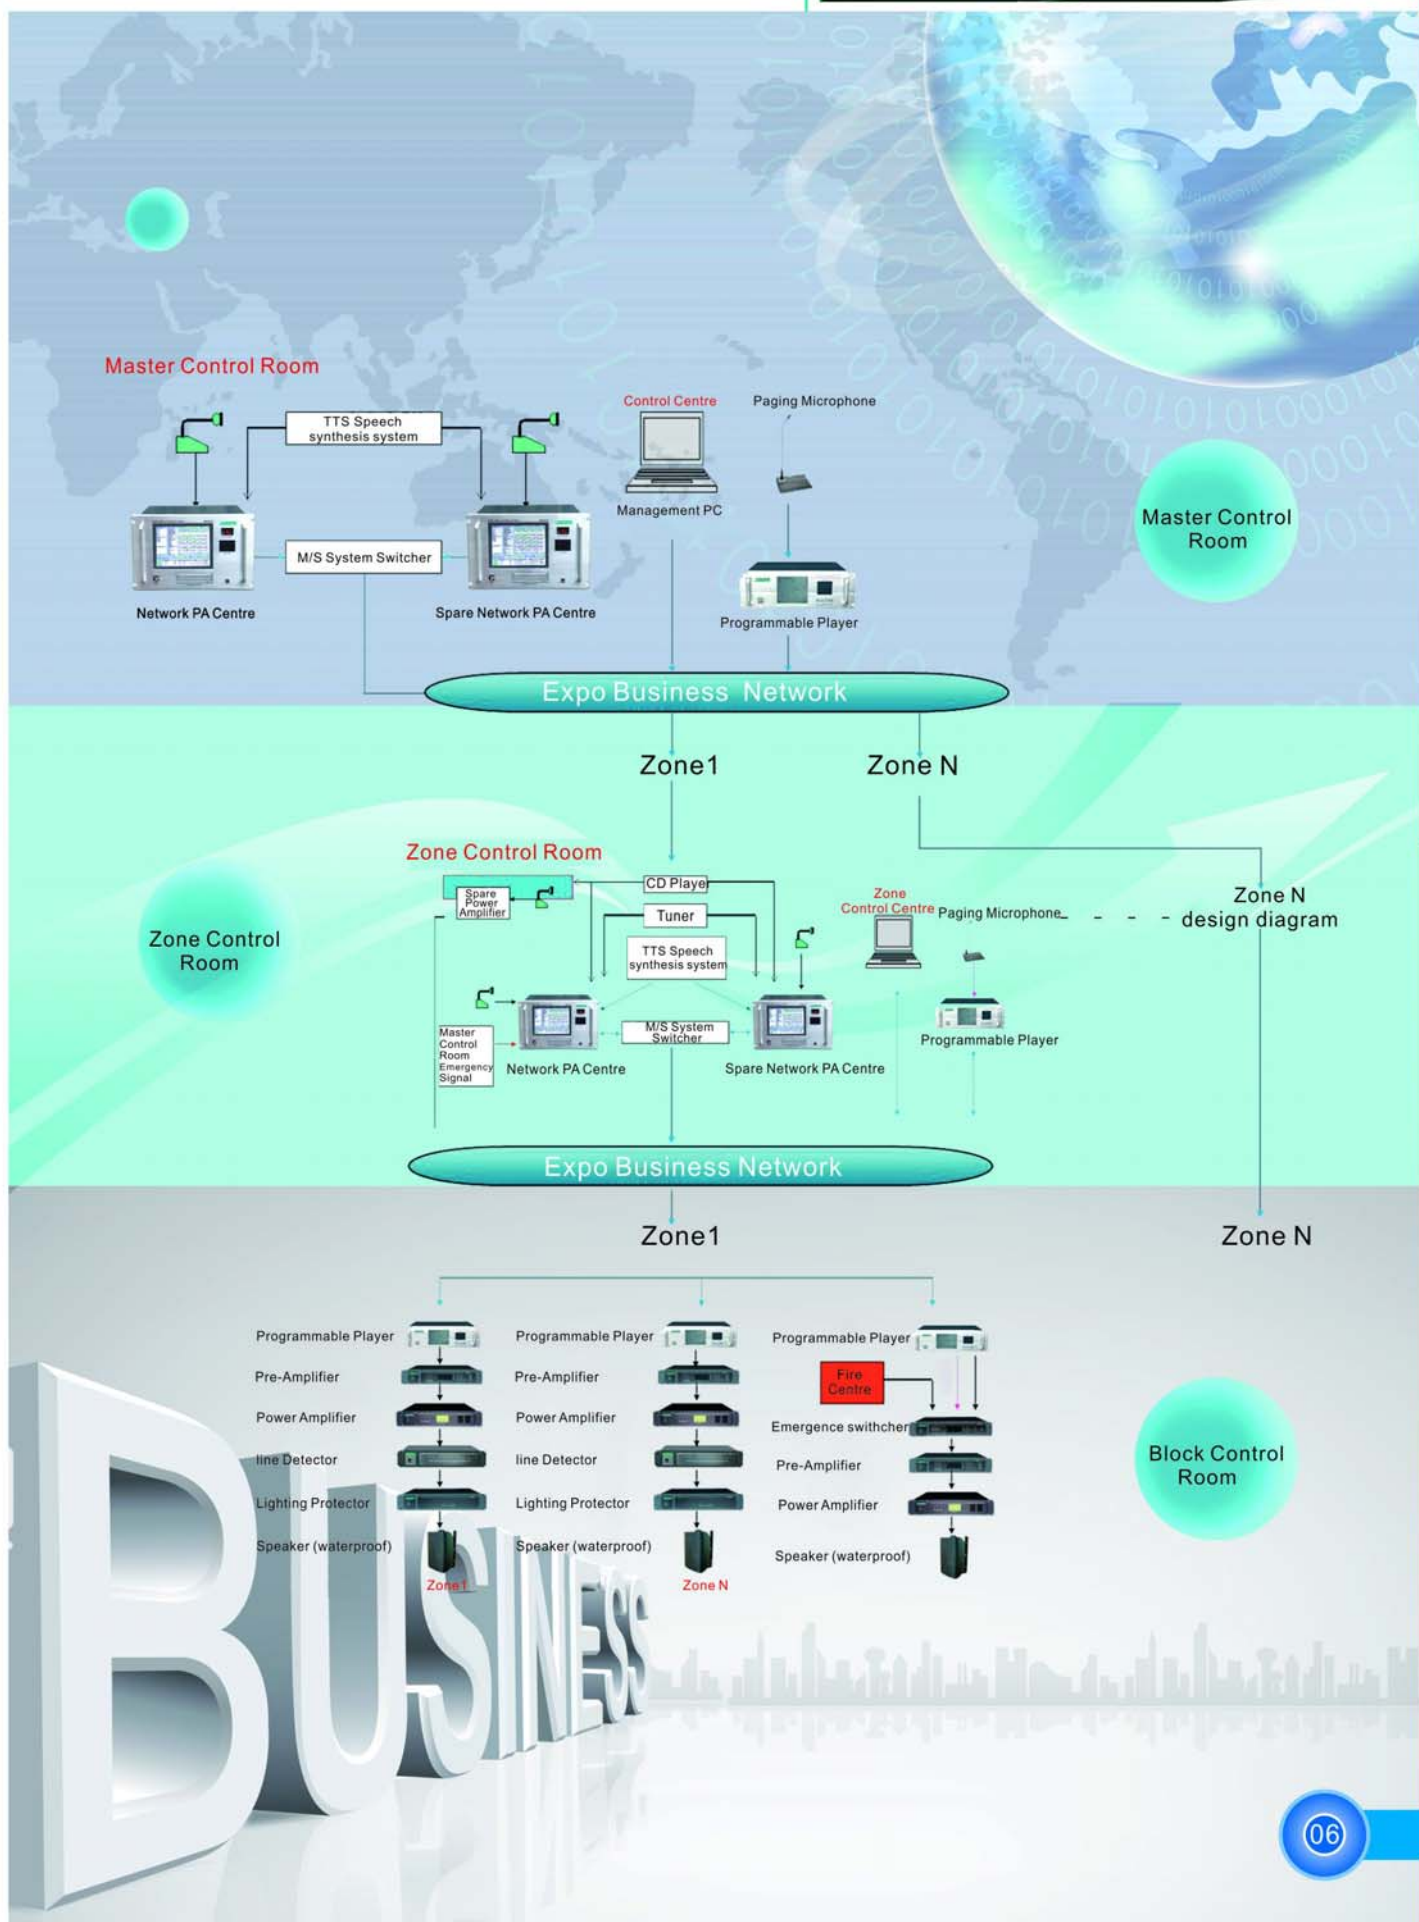 Master Control Room
TTS Speech
synthesis system
Control Centre
Paging Microphone
Management PC
Master Control
Room
M/S System Switcher
Network PA Centre
Spare Network PA Centre
Programmable Player
Expo Business Network
Zone1
Zone N
Zone Control Room
Spare
Power
Amplifier
CD Player
Tuner
TTS Speech
synthesis system
Zone
Control Centre
Paging Microphone
Zone N
design diagram
Zone Control
Room
Master
Control
Room
Emergency
Signal
M/S System
Switcher
Network PA Centre
Spare Network PA Centre
Programmable Player
Expo Business Network
Zone1
Zone N
Programmable Player
Pre-Amplifier
Power Amplifier
line Detector
Lighting Protector
Speaker (waterproof)
Zone1
Programmable Player
Pre-Amplifier
Power Amplifier
line Detector
Lighting Protector
Speaker (waterproof)
Zone N
Programmable Player
Fire
Centre
Emergence swithcher
Pre-Amplifier
Power Amplifier
Speaker (waterproof)
Block Control
Room
BUSINESS
06